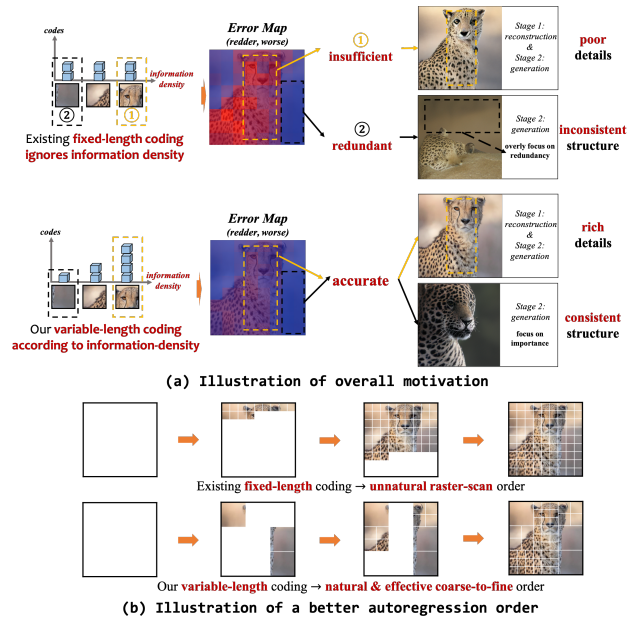 codes
information
density
②
①
Existing fixed-length coding
ignores information density
Error Map
(redder, worse)
①
insufficient
②
redundant
Stage 1:
reconstruction
&
Stage 2:
generation
poor
details
Stage 2:
generation
overly focus on
redundancy
inconsistent
structure
codes
information
density
Our variable-length coding
according to information-density
Error Map
(redder, worse)
accurate
Stage 1:
reconstruction
&
Stage 2:
generation
rich
details
Stage 2:
generation
focus on
importance
consistent
structure
(a) Illustration of overall motivation
Existing fixed-length coding → unnatural raster-scan order
Our variable-length coding → natural & effective coarse-to-fine order
(b) Illustration of a better autoregression order